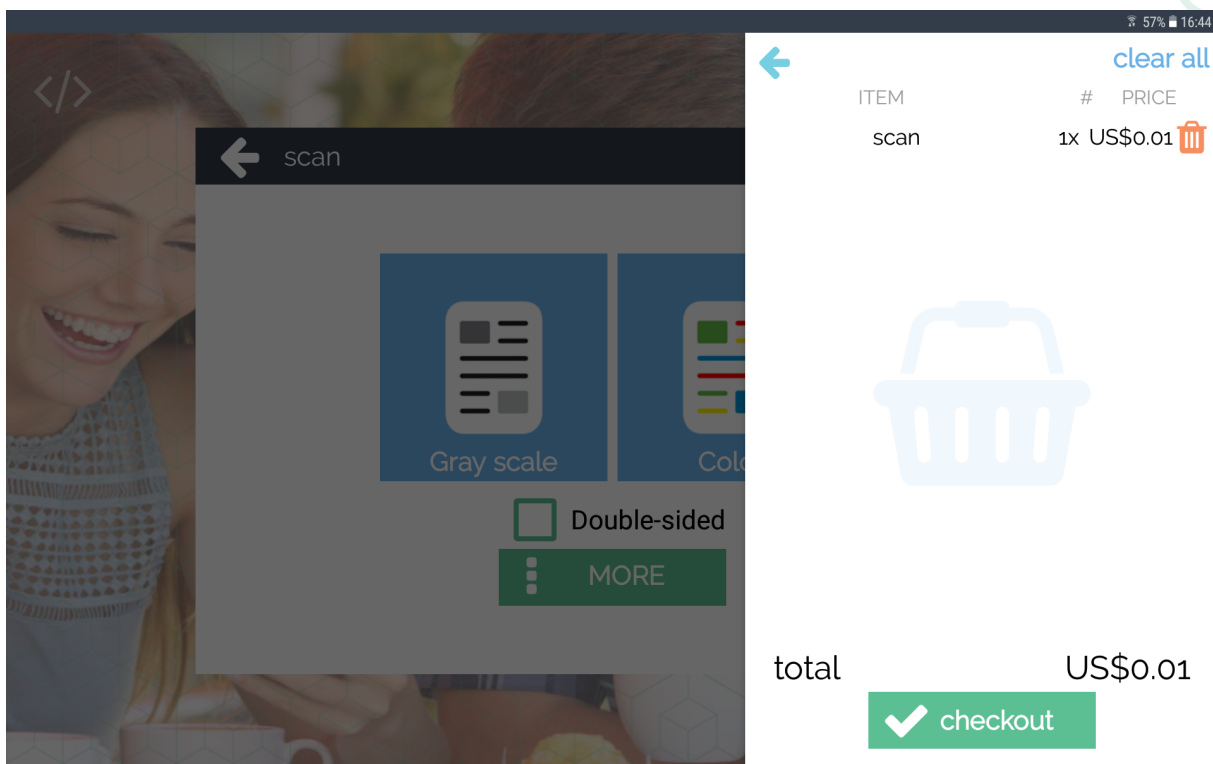 57% 16:44
</>
scan
Gray scale
Double-sided
MORE
clear all
ITEM # PRICE
scan 1x US$0.01
total US$0.01
checkout